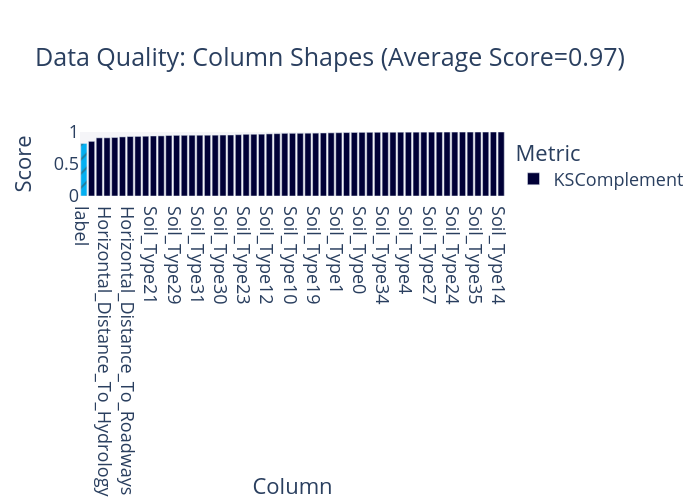 Data Quality: Column Shapes (Average Score=0.97)
Score
1
0.5
0
label
Horizontal_Distance_To_Hydrology
Horizontal_Distance_To_Roadways
Soil_Type21
Soil_Type29
Soil_Type31
Soil_Type30
Soil_Type23
Soil_Type12
Soil_Type10
Soil_Type19
Soil_Type1
Soil_Type0
Soil_Type34
Soil_Type4
Soil_Type27
Soil_Type24
Soil_Type35
Soil_Type14
Column
Metric
KSComplement